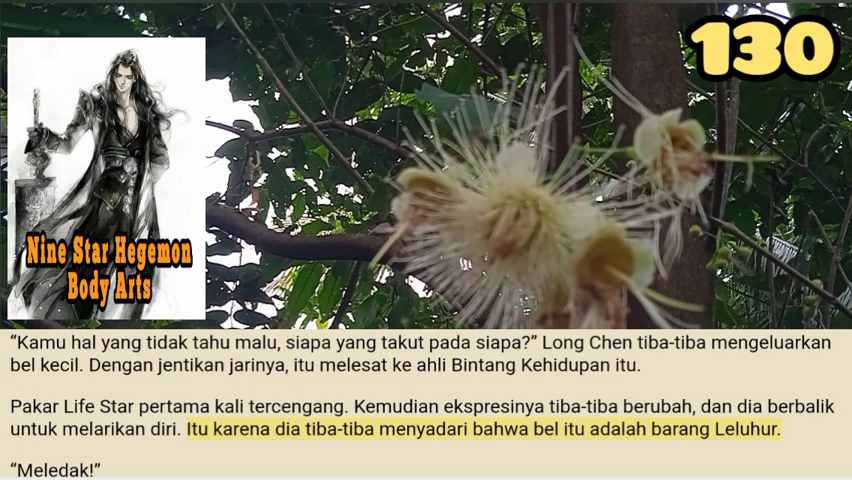 130
Nine Star Hegemon
Body Arts
“Kamu hal yang tidak tahu malu, siapa yang takut pada siapa?” Long Chen tiba-tiba mengeluarkan
bel kecil. Dengan jentikan jarinya, itu melesat ke ahli Bintang Kehidupan itu.
Pakar Life Star pertama kali tercengang. Kemudian ekspresinya tiba-tiba berubah, dan dia berbalik
untuk melarikan diri. Itu karena dia tiba-tiba menyadari bahwa bel itu adalah barang Leluhur.
“Meledak!”